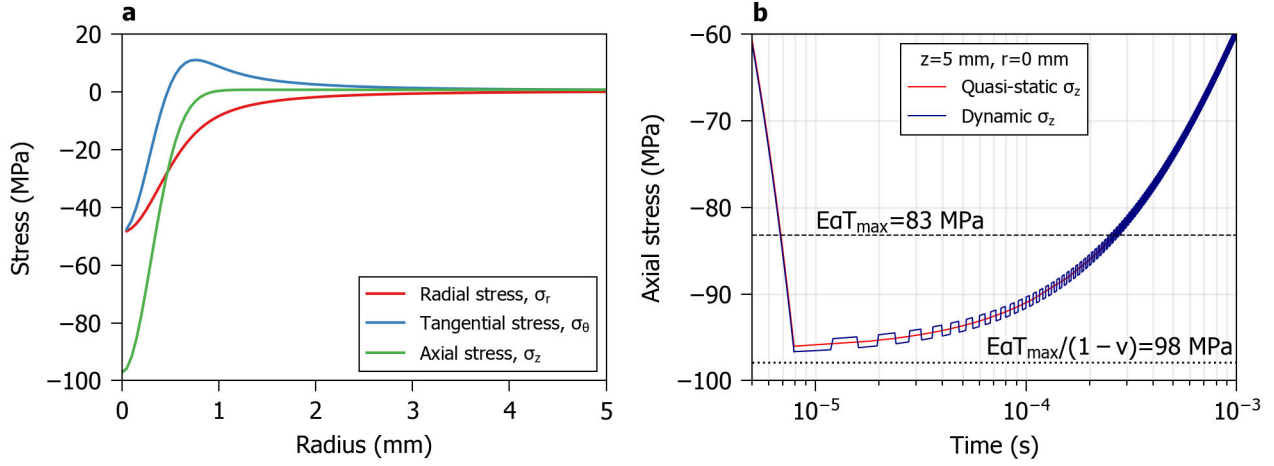 a
20
0
−20
−40
−60
−80
−100
Stress (MPa)
Radial stress, σr
Tangential stress, σθ
Axial stress, σz
0 1 2 3 4 5
Radius (mm)
b
−60
−70
−80
−90
−100
Axial stress (MPa)
z=5 mm, r=0 mm
Quasi-static σz
Dynamic σz
EαTmax=83 MPa
EαTmax/(1 − ν)=98 MPa
10⁻⁵ 10⁻⁴ 10⁻³
Time (s)